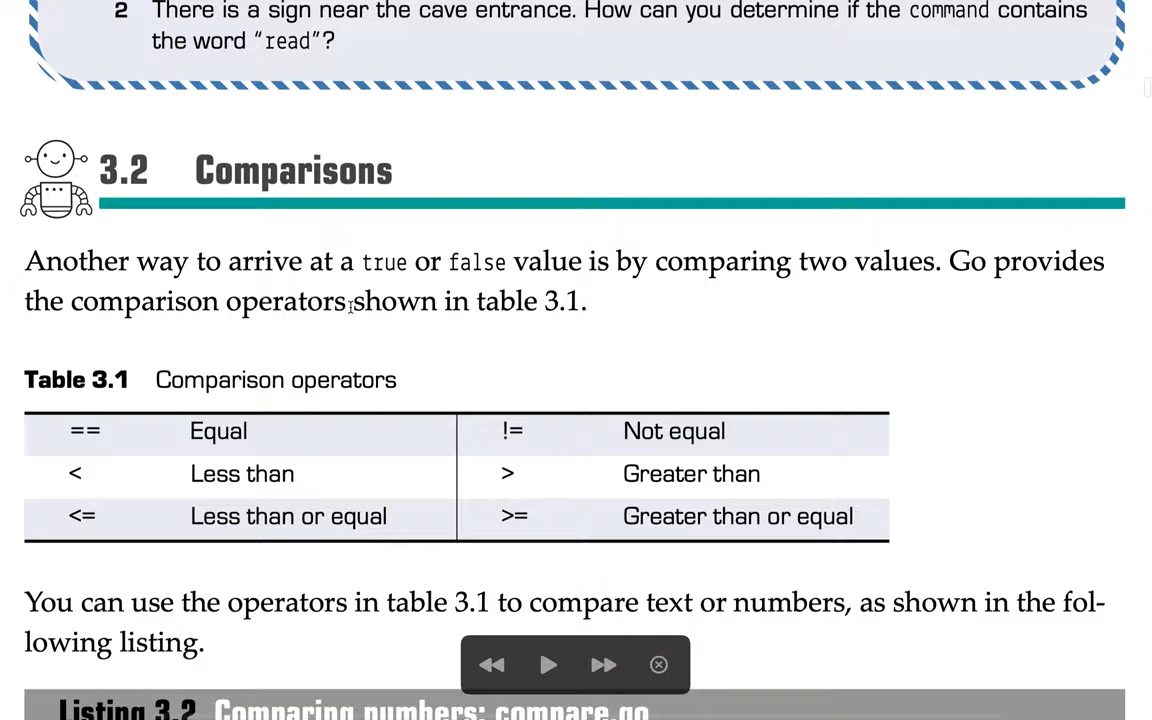 2 There is a sign near the cave entrance. How can you determine if the command contains
the word “read”?
3.2 Comparisons
Another way to arrive at a true or false value is by comparing two values. Go provides
the comparison operators shown in table 3.1.
Table 3.1 Comparison operators
== Equal != Not equal
< Less than > Greater than
<= Less than or equal >= Greater than or equal
You can use the operators in table 3.1 to compare text or numbers, as shown in the fol-
lowing listing.
Listing 3.2 Comparing numbers: compare.go